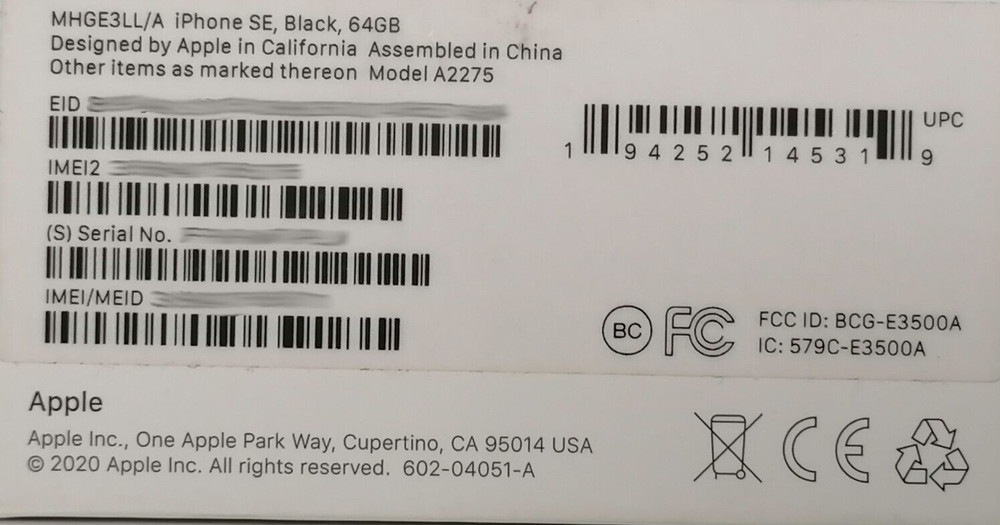 MHGE3LL/A iPhone SE, Black, 64GB
Designed by Apple in California Assembled in China
Other items as marked thereon Model A2275
EID
IMEI2
(S) Serial No.
IMEI/MEID
UPC
1 94252 14531 9
BC FC
FCC ID: BCG-E3500A
IC: 579C-E3500A
Apple
Apple Inc., One Apple Park Way, Cupertino, CA 95014 USA
© 2020 Apple Inc. All rights reserved. 602-04051-A
CE